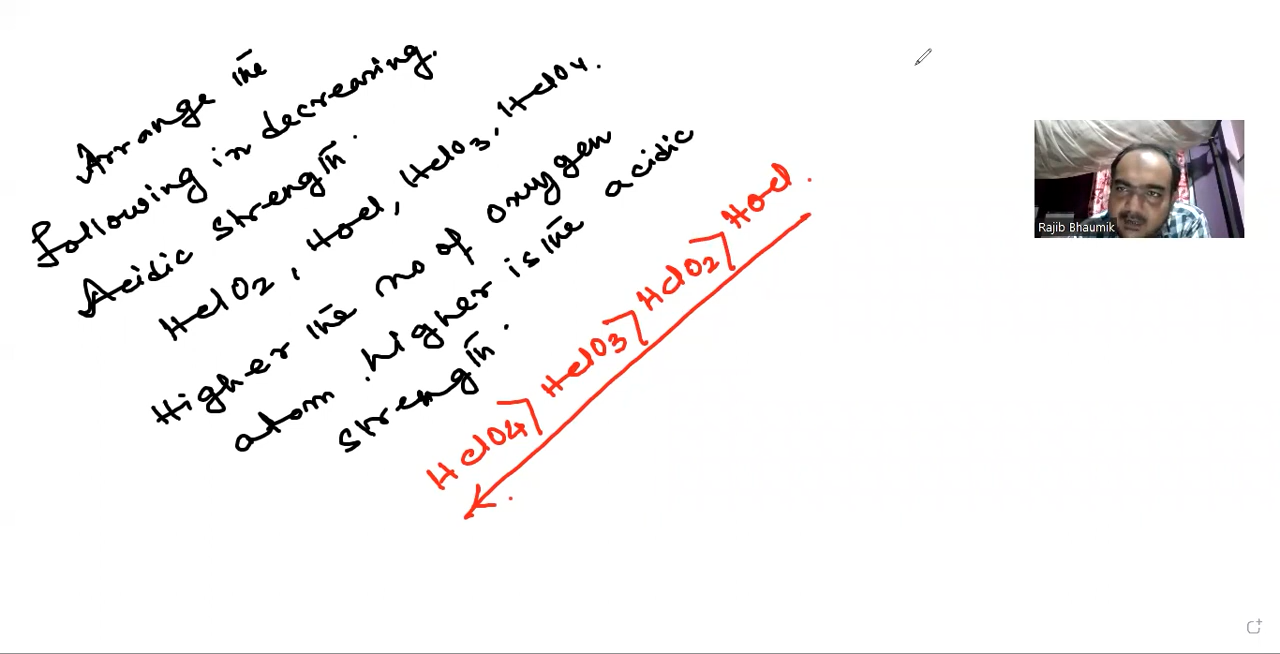 Arrange the
following in decreasing.
Acidic strength.
HClO2, HOCl, HClO3, HClO4.
Higher the no of oxygen
atom. higher is the acidic
strength.
HClO4 > HClO3 > HClO2 > HOCl.
Rajib Bhaumik